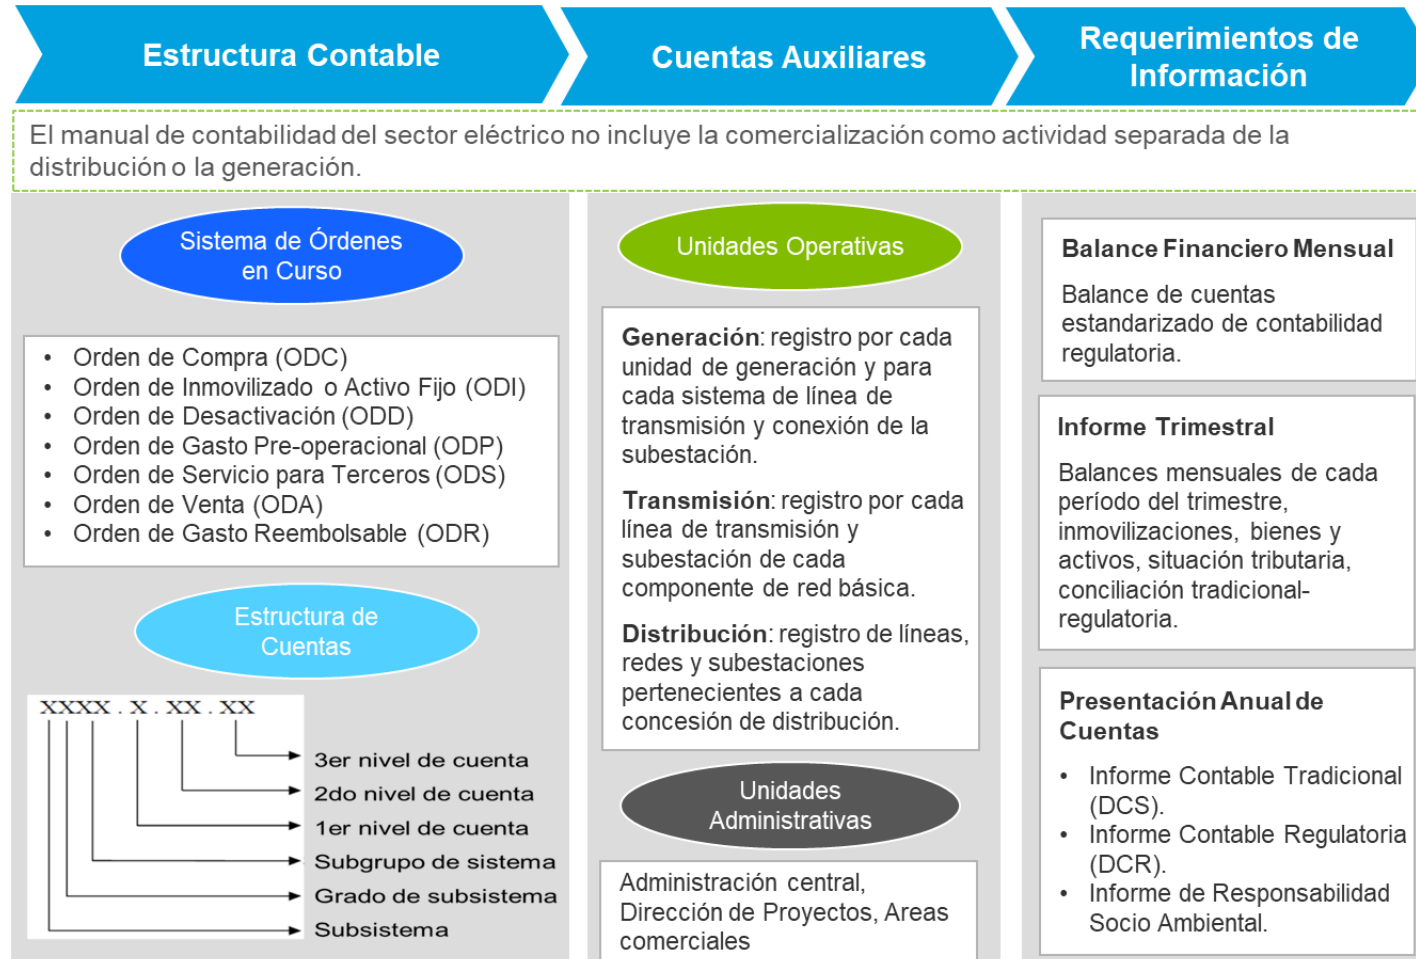 Estructura Contable
Cuentas Auxiliares
Requerimientos de
Información
El manual de contabilidad del sector eléctrico no incluye la comercialización como actividad separada de la
distribución o la generación.
Sistema de Órdenes
en Curso
• Orden de Compra (ODC)
• Orden de Inmovilizado o Activo Fijo (ODI)
• Orden de Desactivación (ODD)
• Orden de Gasto Pre-operacional (ODP)
• Orden de Servicio para Terceros (ODS)
• Orden de Venta (ODA)
• Orden de Gasto Reembolsable (ODR)
Estructura de
Cuentas
XXXX . X . XX . XX
3er nivel de cuenta
2do nivel de cuenta
1er nivel de cuenta
Subgrupo de sistema
Grado de subsistema
Subsistema
Unidades Operativas
Generación: registro por cada
unidad de generación y para
cada sistema de línea de
transmisión y conexión de la
subestación.
Transmisión: registro por cada
línea de transmisión y
subestación de cada
componente de red básica.
Distribución: registro de líneas,
redes y subestaciones
pertenecientes a cada
concesión de distribución.
Unidades
Administrativas
Administración central,
Dirección de Proyectos, Areas
comerciales
Balance Financiero Mensual
Balance de cuentas
estandarizado de contabilidad
regulatoria.
Informe Trimestral
Balances mensuales de cada
período del trimestre,
inmovilizaciones, bienes y
activos, situación tributaria,
conciliación tradicional-
regulatoria.
Presentación Anual de
Cuentas
• Informe Contable Tradicional
(DCS).
• Informe Contable Regulatoria
(DCR).
• Informe de Responsabilidad
Socio Ambiental.